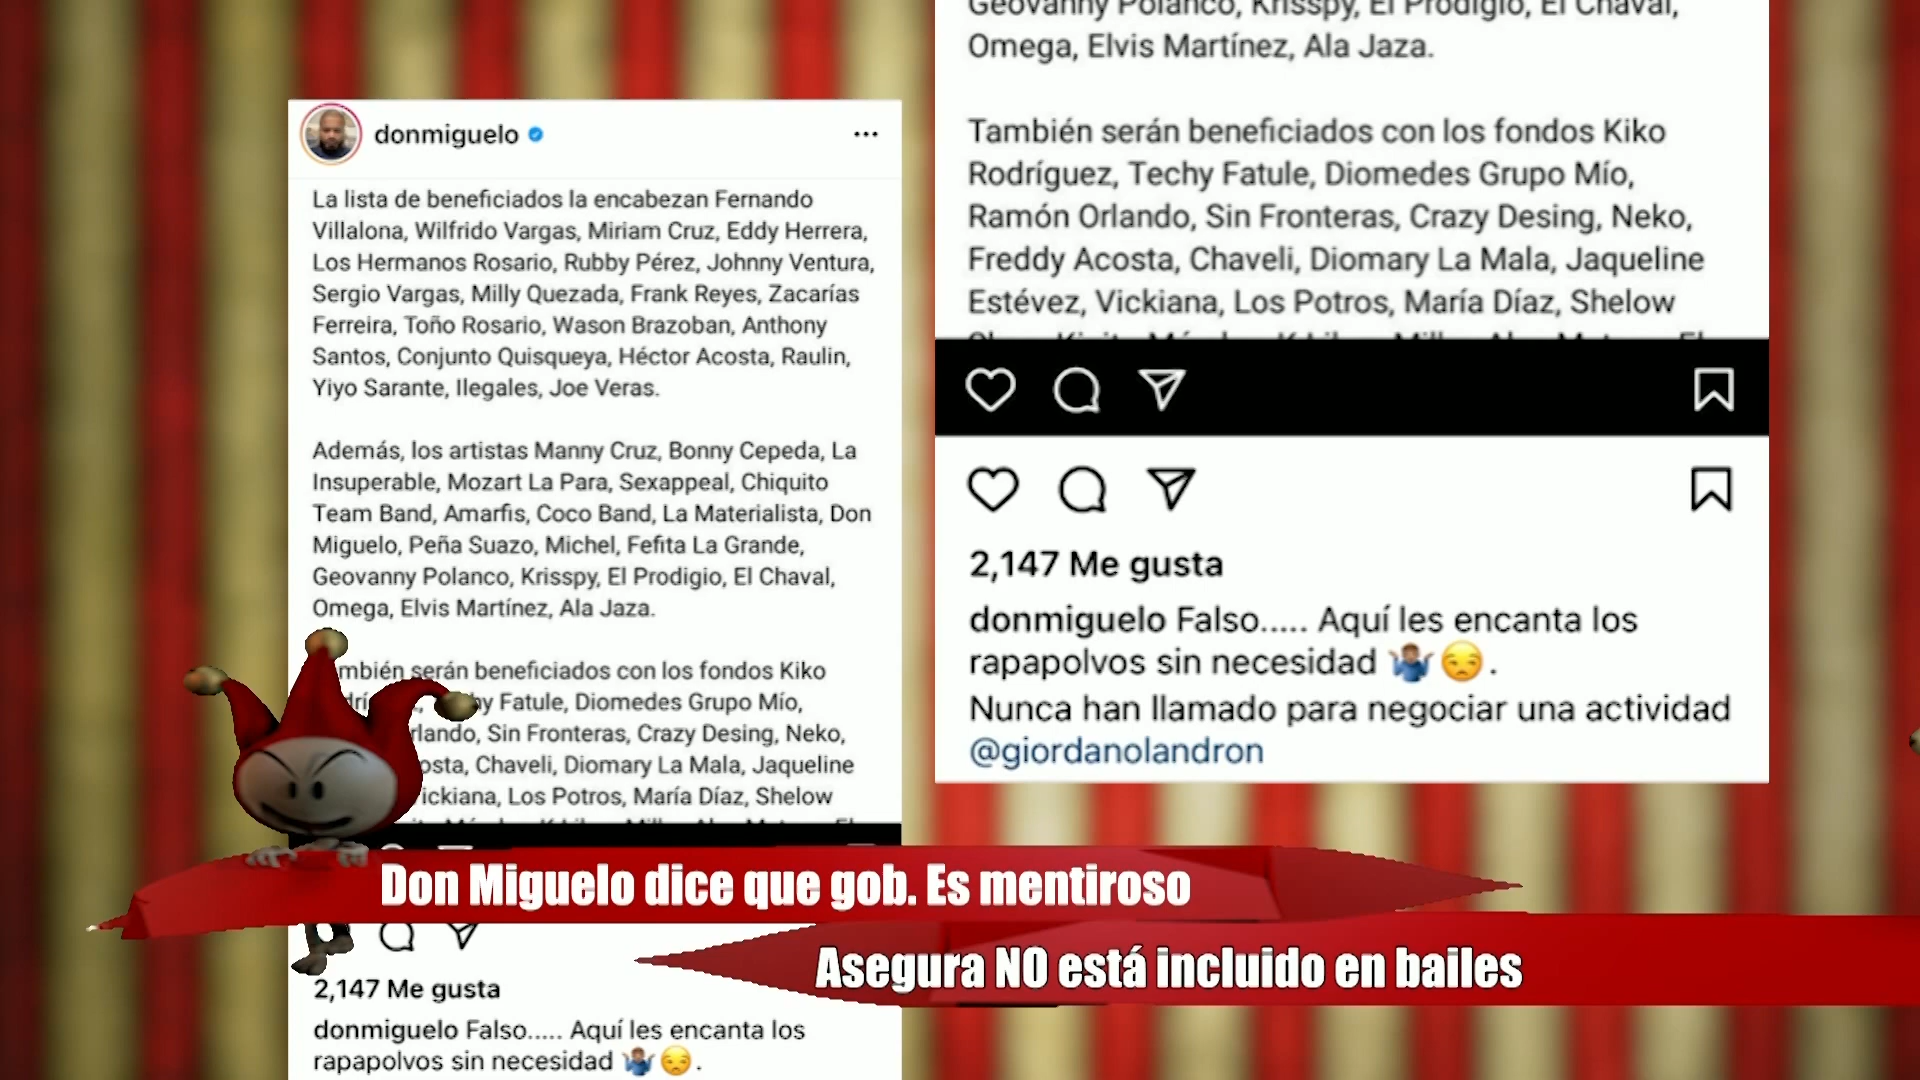 donmiguelo
La lista de beneficiados la encabezan Fernando
Villalona, Wilfrido Vargas, Miriam Cruz, Eddy Herrera,
Los Hermanos Rosario, Rubby Pérez, Johnny Ventura,
Sergio Vargas, Milly Quezada, Frank Reyes, Zacarías
Ferreira, Toño Rosario, Wason Brazoban, Anthony
Santos, Conjunto Quisqueya, Héctor Acosta, Raulin,
Yiyo Sarante, Ilegales, Joe Veras.
Además, los artistas Manny Cruz, Bonny Cepeda, La
Insuperable, Mozart La Para, Sexappeal, Chiquito
Team Band, Amarfis, Coco Band, La Materialista, Don
Miguelo, Peña Suazo, Michel, Fefita La Grande,
Geovanny Polanco, Krisspy, El Prodigio, El Chaval,
Omega, Elvis Martínez, Ala Jaza.
mbién serán beneficiados con los fondos Kiko
Fatule, Diomedes Grupo Mío,
rlando, Sin Fronteras, Crazy Desing, Neko,
osta, Chaveli, Diomary La Mala, Jaqueline
ickiana, Los Potros, María Díaz, Shelow
2,147 Me gusta
donmiguelo Falso..... Aquí les encanta los
rapapolvos sin necesidad 🤷🏽‍♂️😒.
Geovanny Polanco, Krisspy, El Prodigio, El Chaval,
Omega, Elvis Martínez, Ala Jaza.
También serán beneficiados con los fondos Kiko
Rodríguez, Techy Fatule, Diomedes Grupo Mío,
Ramón Orlando, Sin Fronteras, Crazy Desing, Neko,
Freddy Acosta, Chaveli, Diomary La Mala, Jaqueline
Estévez, Vickiana, Los Potros, María Díaz, Shelow
2,147 Me gusta
donmiguelo Falso..... Aquí les encanta los
rapapolvos sin necesidad 🤷🏽‍♂️😒.
Nunca han llamado para negociar una actividad
@giordanolandron
Don Miguelo dice que gob. Es mentiroso
Asegura NO está incluido en bailes